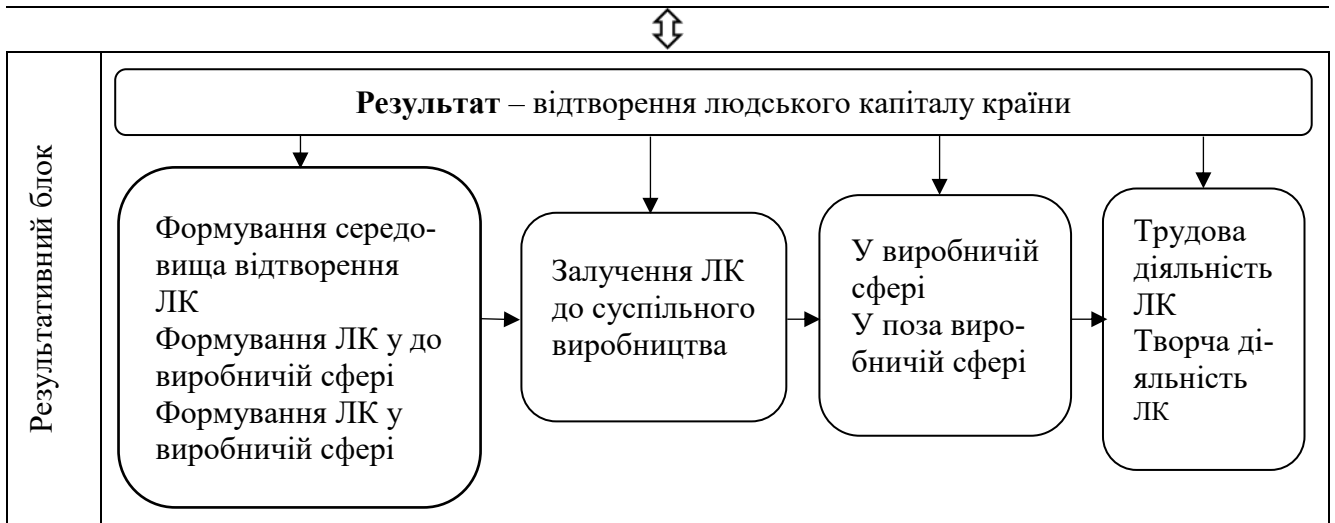 Результативний блок
Результат – відтворення людського капіталу країни
Формування середо-
вища відтворення
ЛК
Формування ЛК у до
виробничій сфері
Формування ЛК у
виробничій сфері
Залучення ЛК
до суспільного
виробництва
У виробничій
сфері
У поза виро-
бничій сфері
Трудова
діяльність
ЛК
Творча ді-
яльність
ЛК